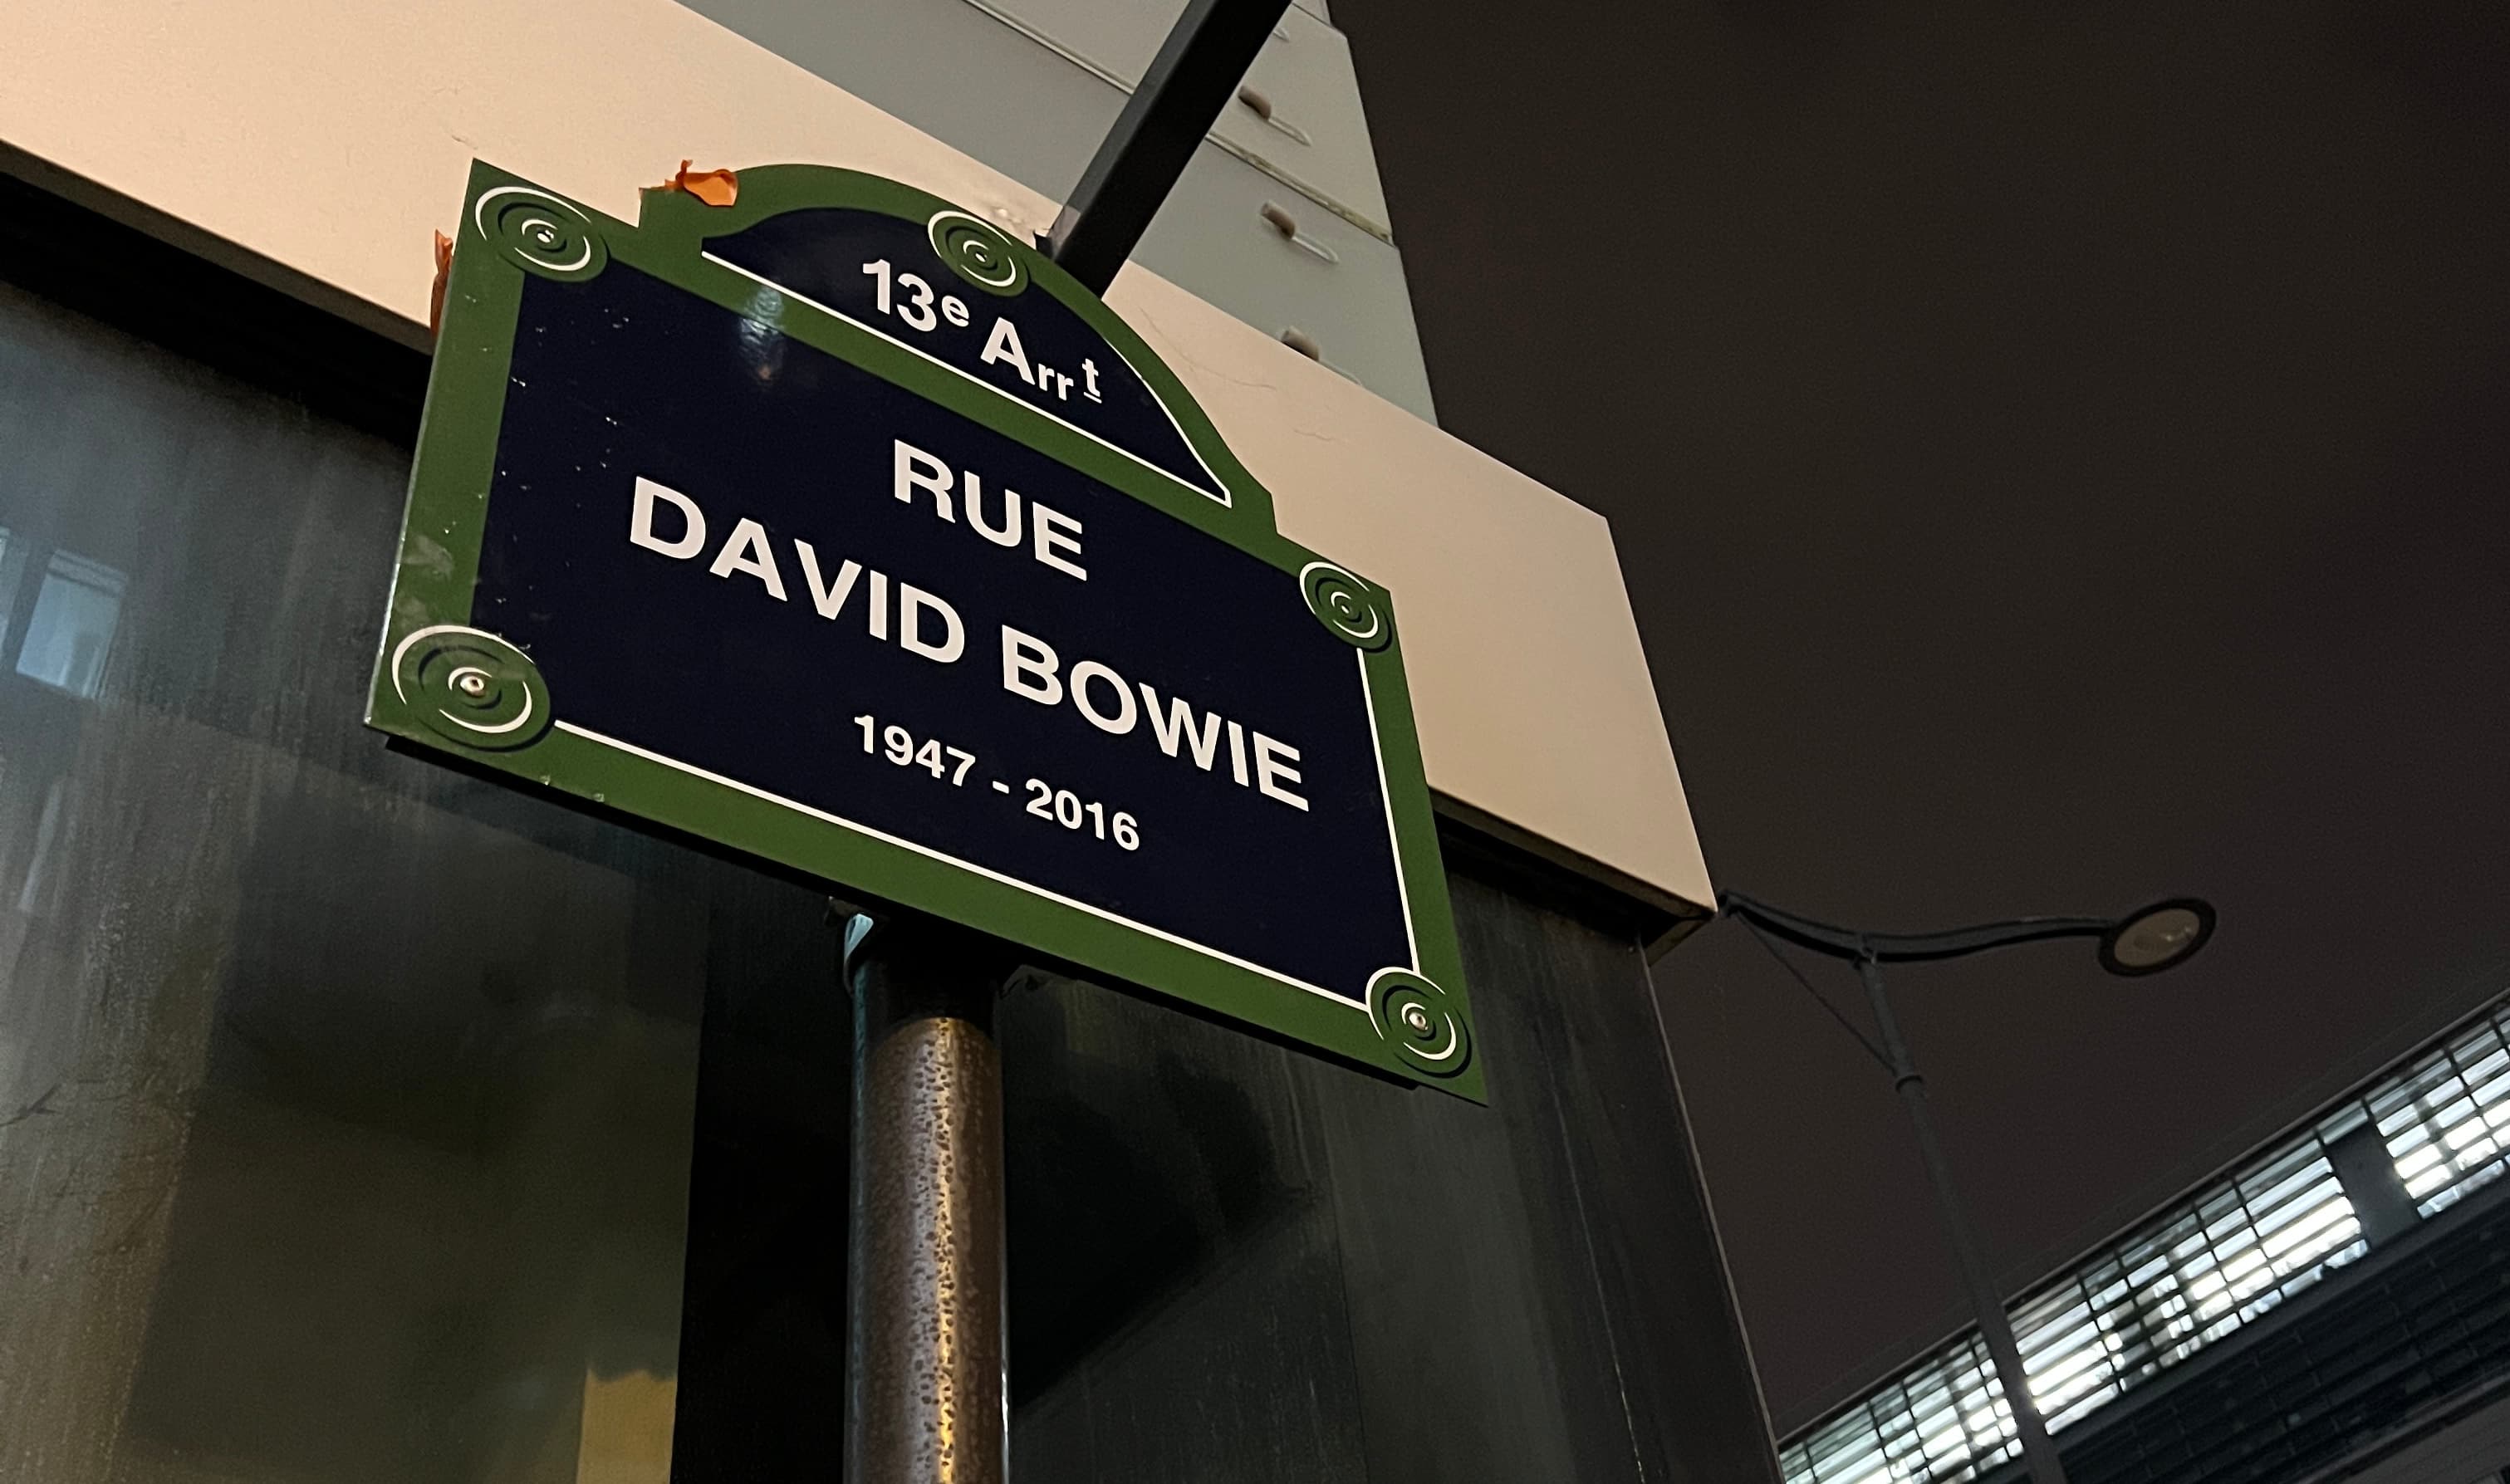 13e Arrt
RUE
DAVID BOWIE
1947 - 2016